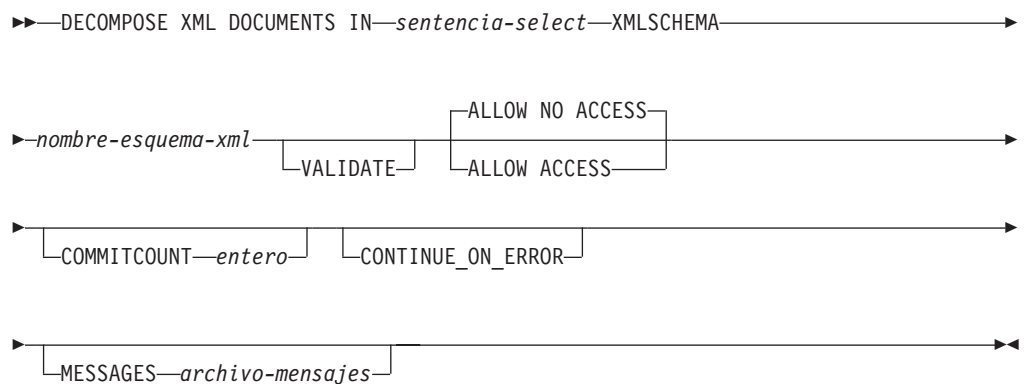 DECOMPOSE XML DOCUMENTS IN sentencia-select XMLSCHEMA
ALLOW NO ACCESS
nombre-esquema-xml
VALIDATE ALLOW ACCESS
COMMITCOUNT entero CONTINUE_ON_ERROR
MESSAGES archivo-mensajes